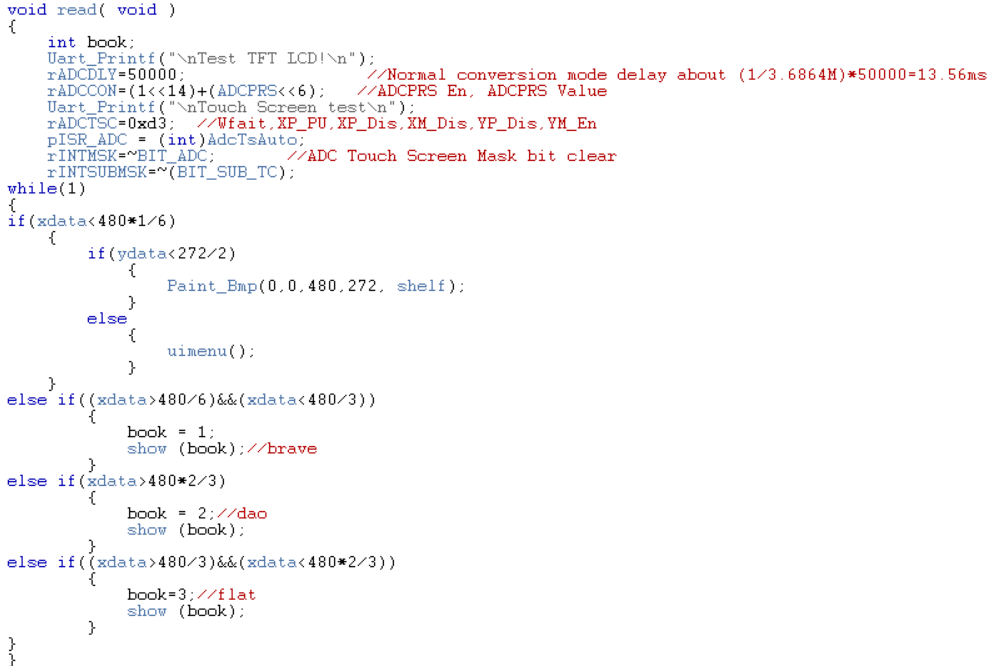 void read( void )
{
    int book;
    Uart_Printf("\nTest TFT LCD!\n");
    rADCDLY=50000;                  //Normal conversion mode delay about (1/3.6864M)*50000=13.56ms
    rADCCON=(1<<14)+(ADCPRS<<6);   //ADCPRS En, ADCPRS Value
    Uart_Printf("\nTouch Screen test\n");
    rADCTSC=0xd3;  //Wfait,XP_PU,XP_Dis,XM_Dis,YP_Dis,YM_En
    pISR_ADC = (int)AdcTsAuto;
    rINTMSK=~BIT_ADC;       //ADC Touch Screen Mask bit clear
    rINTSUBMSK=~(BIT_SUB_TC);
while(1)
{
if(xdata<480*1/6)
    {
        if(ydata<272/2)
            {
                Paint_Bmp(0,0,480,272, shelf);
            }
        else
            {
                uimenu();
            }
    }
else if((xdata>480/6)&&(xdata<480/3))
        {
            book = 1;
            show (book);//brave
        }
else if(xdata>480*2/3)
        {
            book = 2;//dao
            show (book);
        }
else if((xdata>480/3)&&(xdata<480*2/3))
        {
            book=3;//flat
            show (book);
        }
}
}